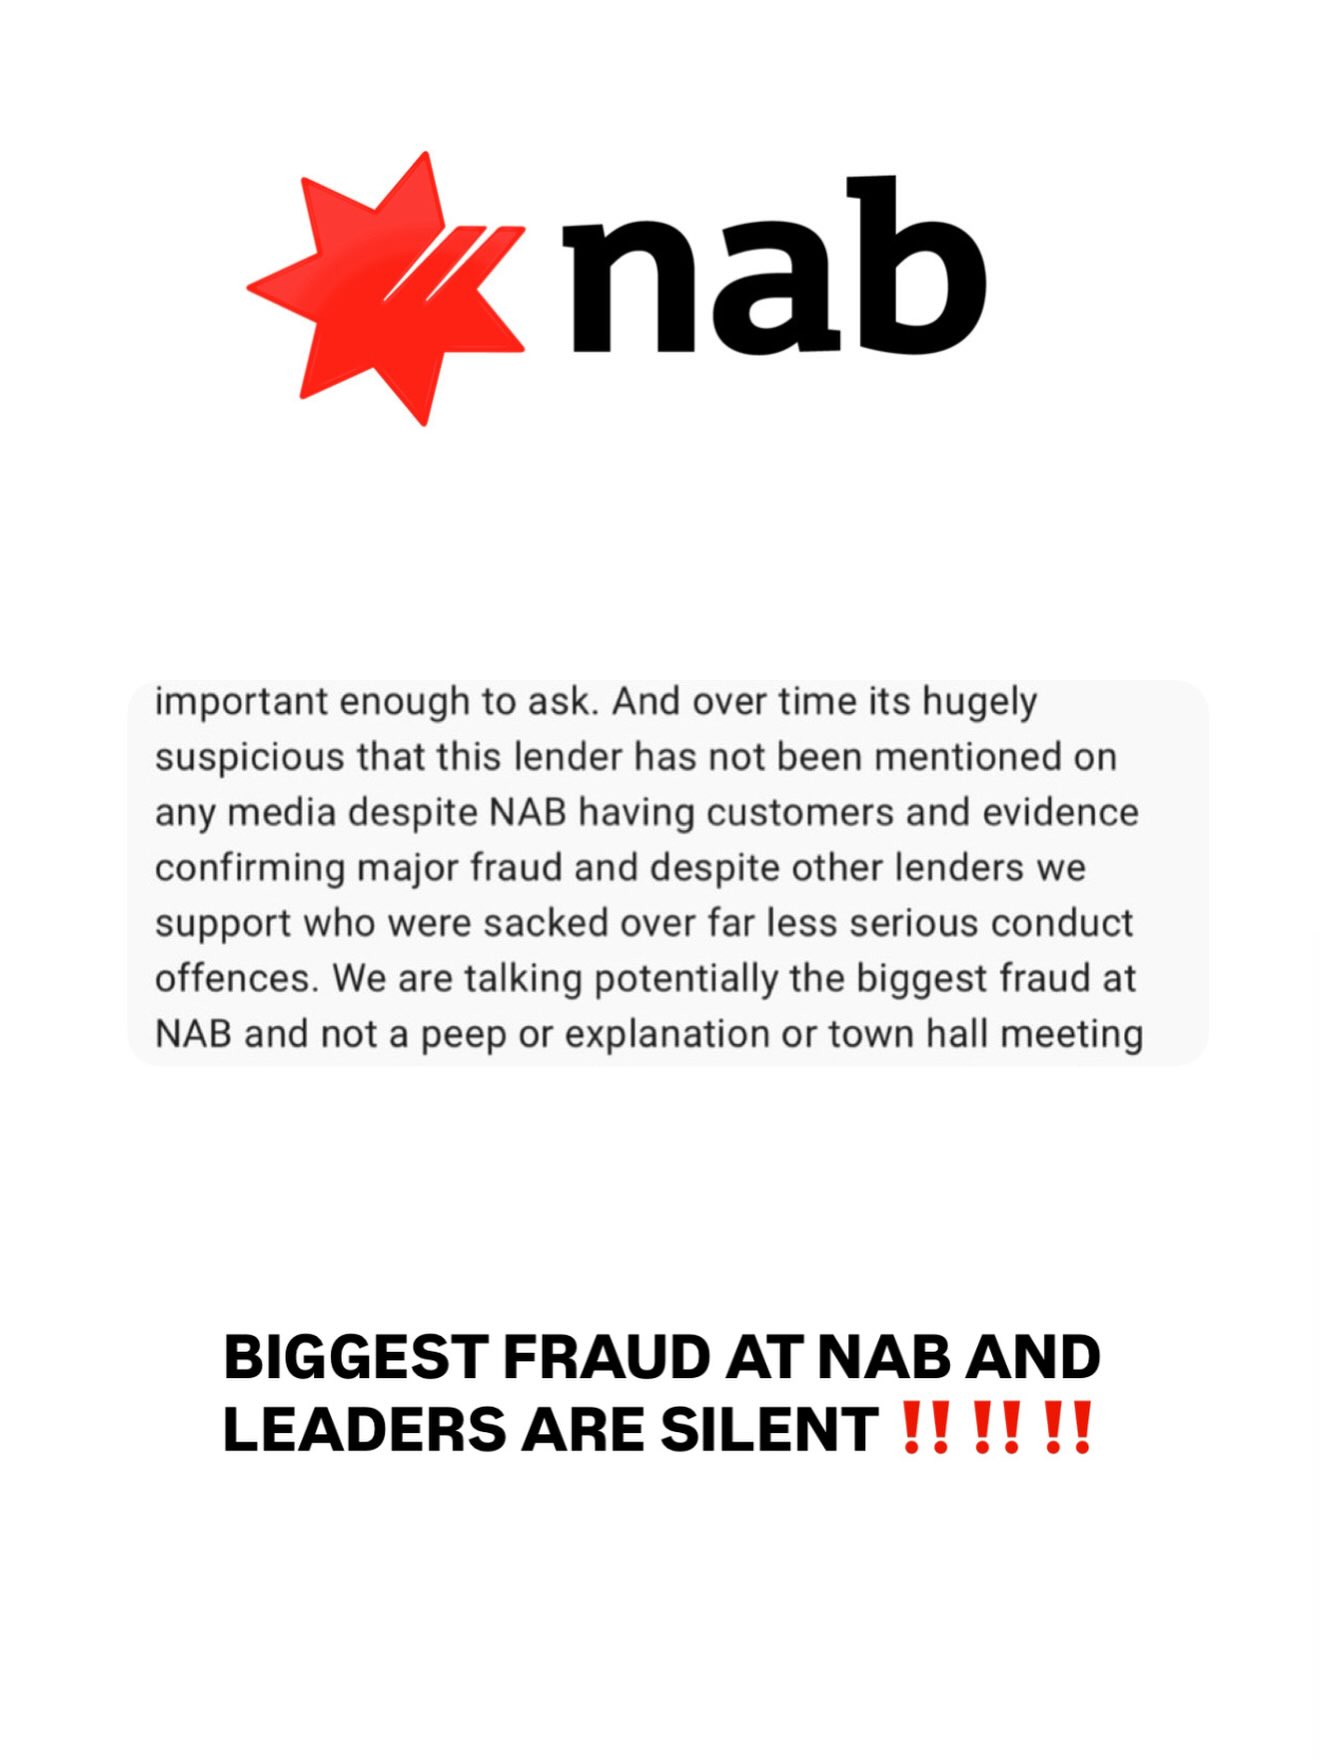 nab
important enough to ask. And over time its hugely
suspicious that this lender has not been mentioned on
any media despite NAB having customers and evidence
confirming major fraud and despite other lenders we
support who were sacked over far less serious conduct
offences. We are talking potentially the biggest fraud at
NAB and not a peep or explanation or town hall meeting
BIGGEST FRAUD AT NAB AND
LEADERS ARE SILENT ‼️ ‼️ ‼️